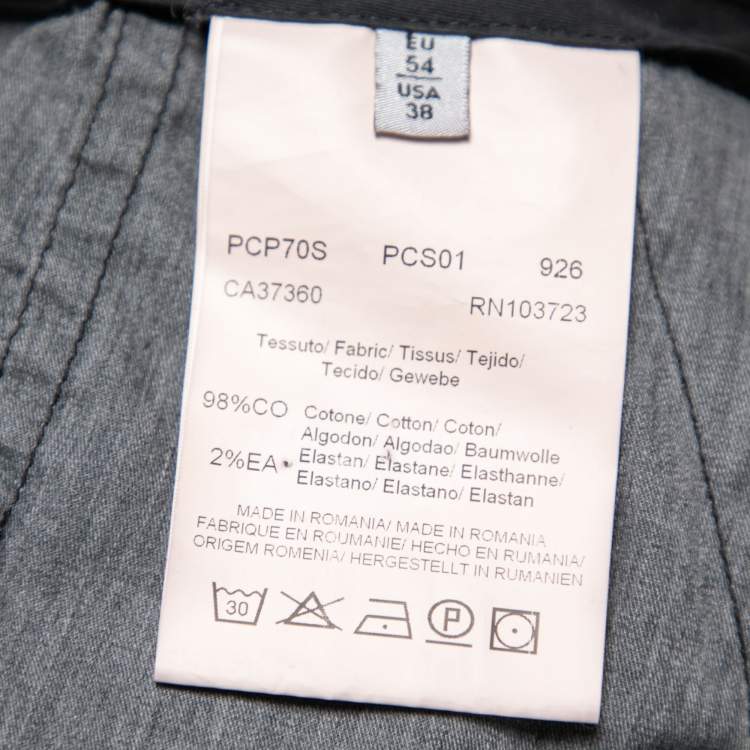 EU
54
USA
38
PCP70S PCS01 926
CA37360 RN103723
Tessuto/ Fabric/ Tissus/ Tejido/
Tecido/ Gewebe
98%CO Cotone/ Cotton/ Coton/
Algodon/ Algodao/ Baumwolle
2%EA Elastan/ Elastane/ Elasthanne/
Elastano/ Elastano/ Elastan
MADE IN ROMANIA/ MADE IN ROMANIA
FABRIQUE EN ROUMANIE/ HECHO EN RUMANIA/
ORIGEM ROMENIA/ HERGESTELLT IN RUMANIEN
30 P